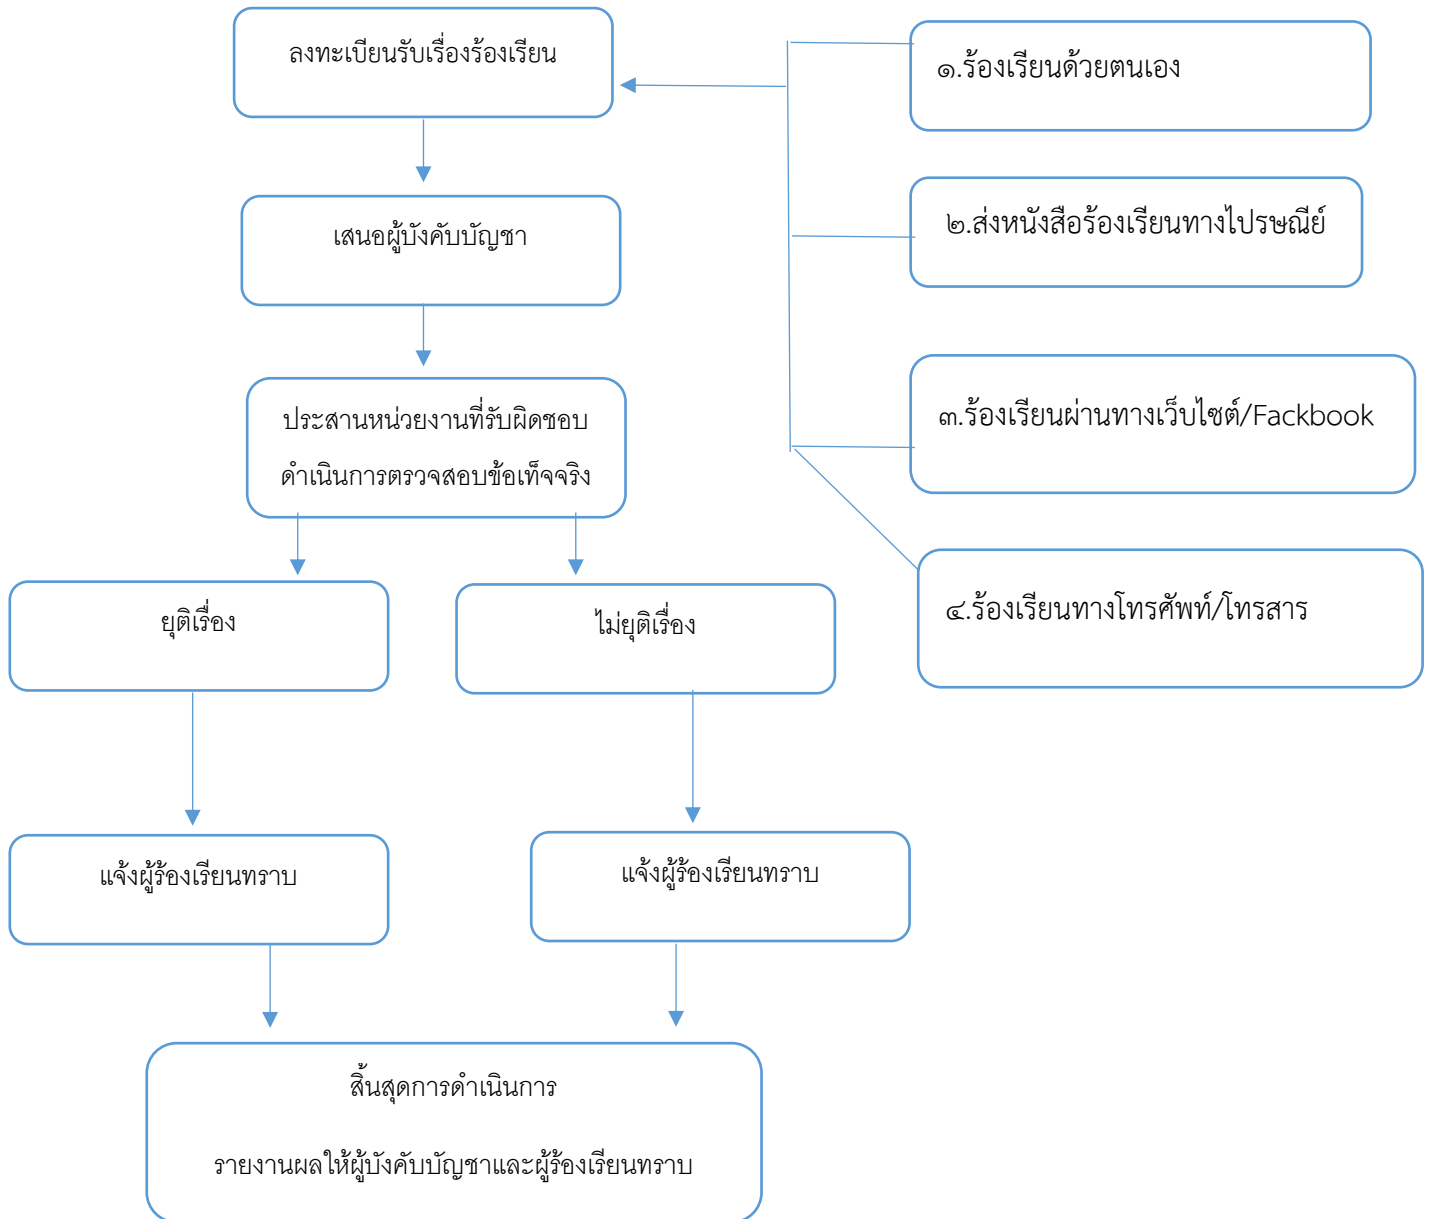 ลงทะเบียนรับเรื่องร้องเรียน
๑.ร้องเรียนด้วยตนเอง
๒.ส่งหนังสือร้องเรียนทางไปรษณีย์
เสนอผู้บังคับบัญชา
๓.ร้องเรียนผ่านทางเว็บไซต์/Fackbook
ประสานหน่วยงานที่รับผิดชอบ
ดำเนินการตรวจสอบข้อเท็จจริง
๔.ร้องเรียนทางโทรศัพท์/โทรสาร
ยุติเรื่อง
ไม่ยุติเรื่อง
แจ้งผู้ร้องเรียนทราบ
แจ้งผู้ร้องเรียนทราบ
สิ้นสุดการดำเนินการ
รายงานผลให้ผู้บังคับบัญชาและผู้ร้องเรียนทราบ